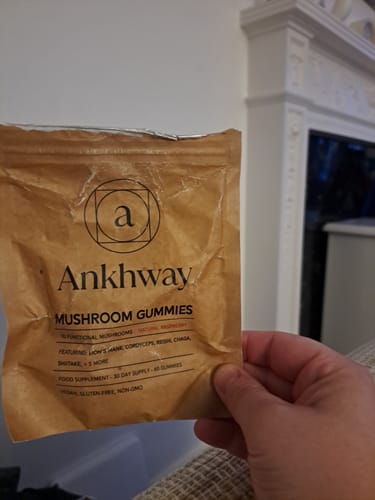 a
Ankhway
MUSHROOM GUMMIES
10 FUNCTIONAL MUSHROOMS - NATURAL RASPBERRY
FEATURING: LION'S MANE, CORDYCEPS, REISHI, CHAGA,
SHIITAKE, + 5 MORE
FOOD SUPPLEMENT - 30 DAY SUPPLY - 60 GUMMIES
VEGAN, GLUTEN-FREE, NON-GMO